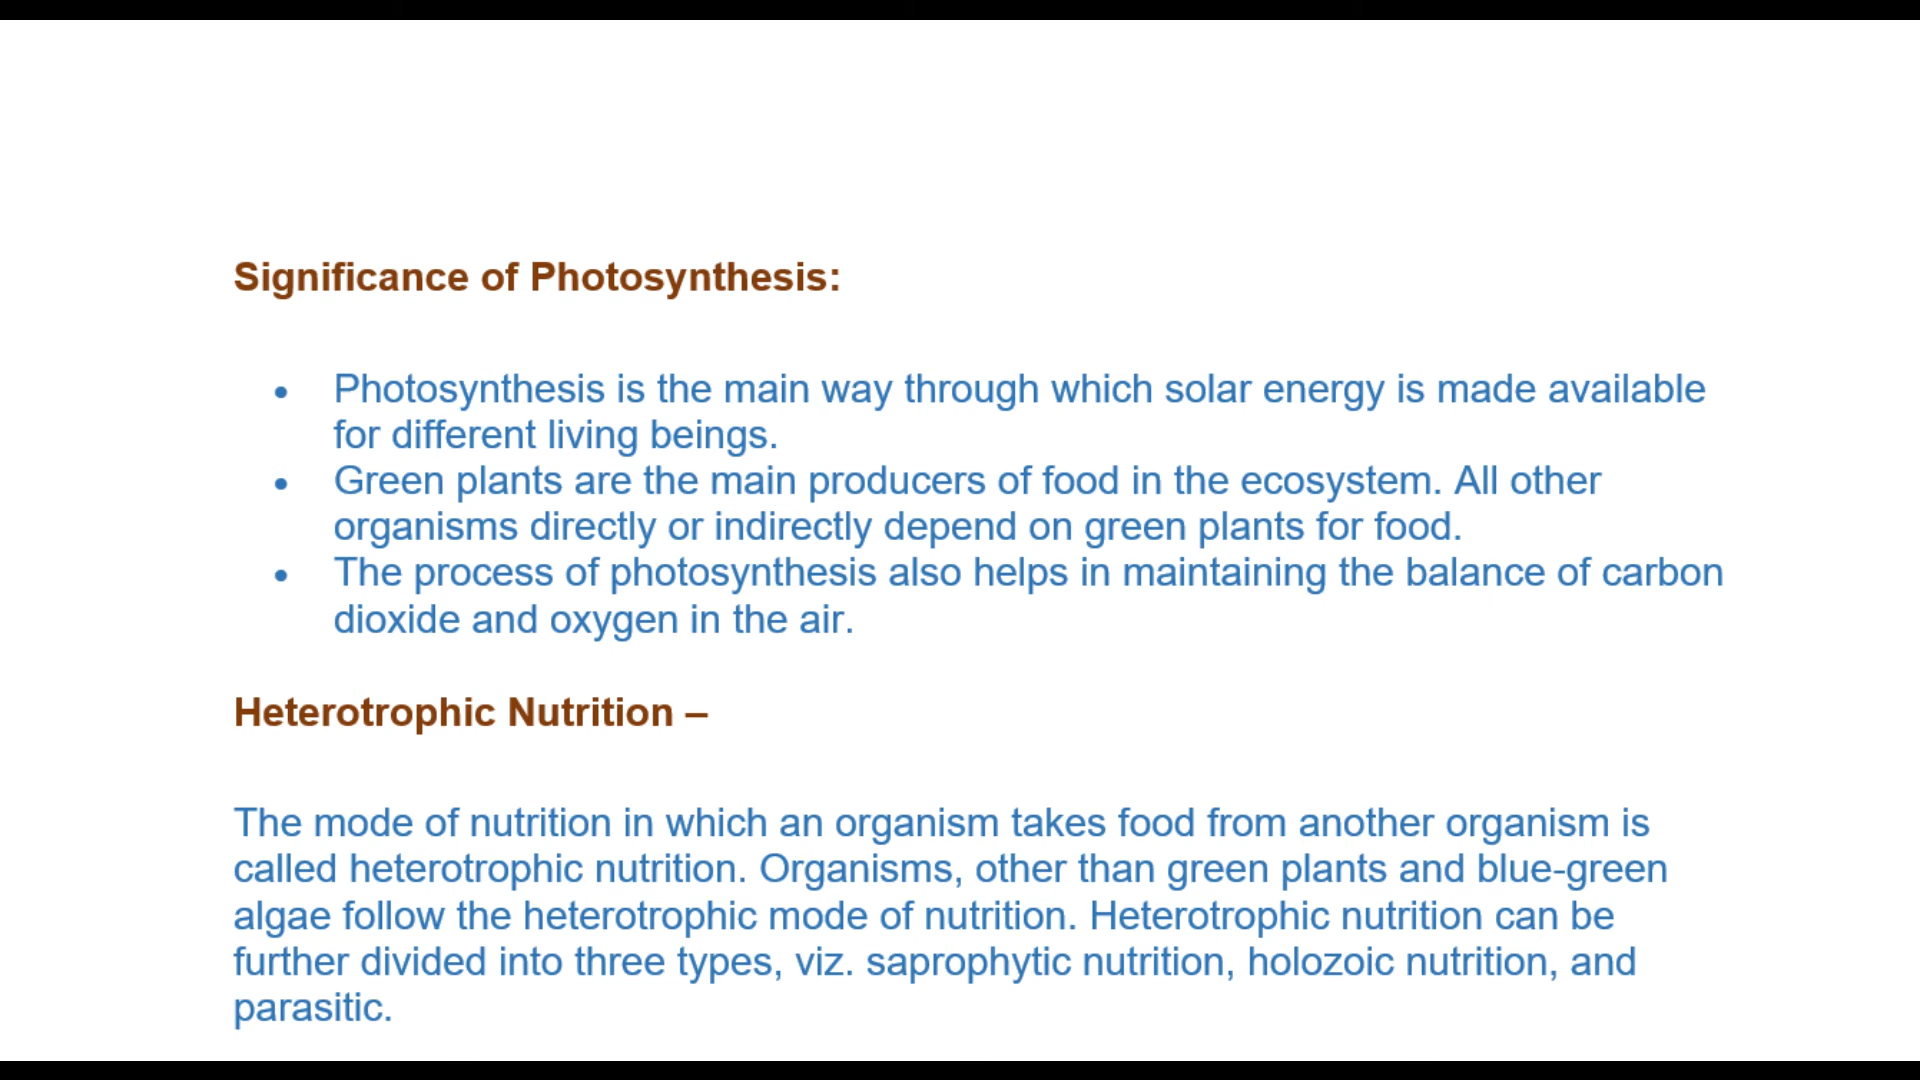 Significance of Photosynthesis:
• Photosynthesis is the main way through which solar energy is made available
for different living beings.
• Green plants are the main producers of food in the ecosystem. All other
organisms directly or indirectly depend on green plants for food.
• The process of photosynthesis also helps in maintaining the balance of carbon
dioxide and oxygen in the air.
Heterotrophic Nutrition –
The mode of nutrition in which an organism takes food from another organism is
called heterotrophic nutrition. Organisms, other than green plants and blue-green
algae follow the heterotrophic mode of nutrition. Heterotrophic nutrition can be
further divided into three types, viz. saprophytic nutrition, holozoic nutrition, and
parasitic.